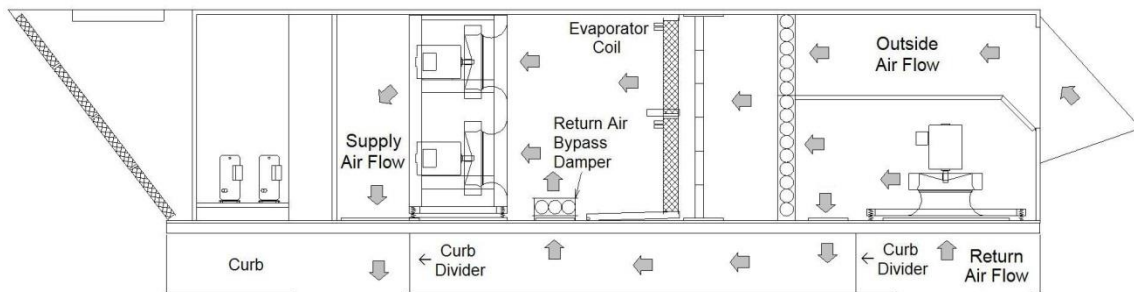 Evaporator
Coil
Outside
Air Flow
Return Air
Bypass
Damper
Supply
Air Flow
Curb
Curb
Divider
Curb
Divider
Return
Air Flow